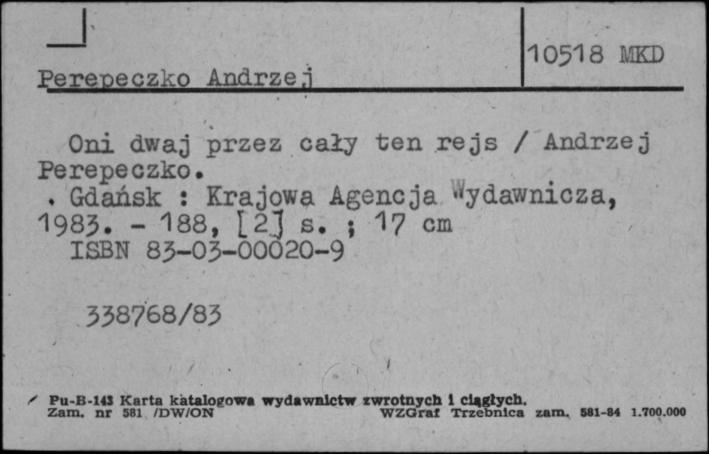 10518 MKD
Perepeczko Andrzej
Oni dwaj przez cały ten rejs / Andrzej
Perepeczko.
. Gdańsk : Krajowa Agencja Wydawnicza,
1983. - 188, [2] s. ; 17 cm
ISBN 83-03-00020-9
338768/83
Pu-B-143 Karta katalogowa wydawnictw zwrotnych i ciągłych.
Zam. nr 581 /DW/ON WZGraf Trzebnica zam. 581-84 1.700.000